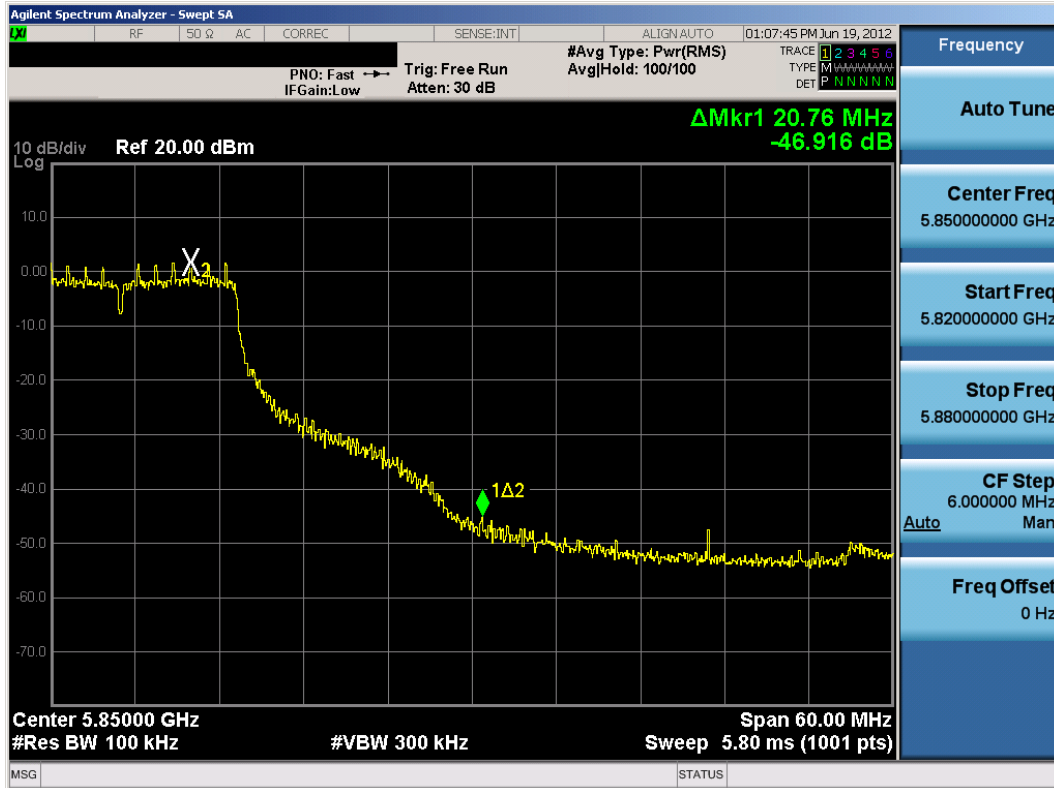 Agilent Spectrum Analyzer - Swept SA
LXI RF 50 Ω AC CORREC SENSE:INT ALIGN AUTO 01:07:45 PM Jun 19, 2012
PNO: Fast
IFGain:Low
Trig: Free Run
Atten: 30 dB
#Avg Type: Pwr(RMS)
Avg|Hold: 100/100
TRACE 1 2 3 4 5 6
TYPE M W W W W W
DET P N N N N N
ΔMkr1 20.76 MHz
-46.916 dB
10 dB/div Ref 20.00 dBm
Log
10.0
0.00
-10.0
-20.0
-30.0
-40.0
-50.0
-60.0
-70.0
X2
1Δ2
Center 5.85000 GHz Span 60.00 MHz
#Res BW 100 kHz #VBW 300 kHz Sweep 5.80 ms (1001 pts)
MSG STATUS
Frequency
Auto Tune
Center Freq
5.850000000 GHz
Start Freq
5.820000000 GHz
Stop Freq
5.880000000 GHz
CF Step
6.000000 MHz
Auto Man
Freq Offset
0 Hz